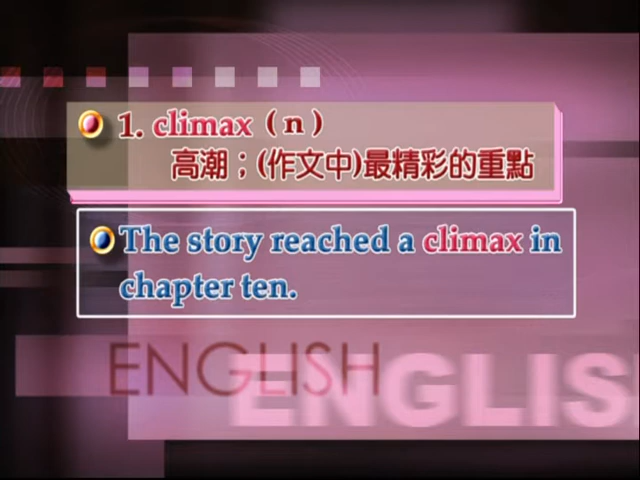 1. climax (n)
高潮;(作文中)最精彩的重點
The story reached a climax in
chapter ten.
ENGLISH
ENGLIS